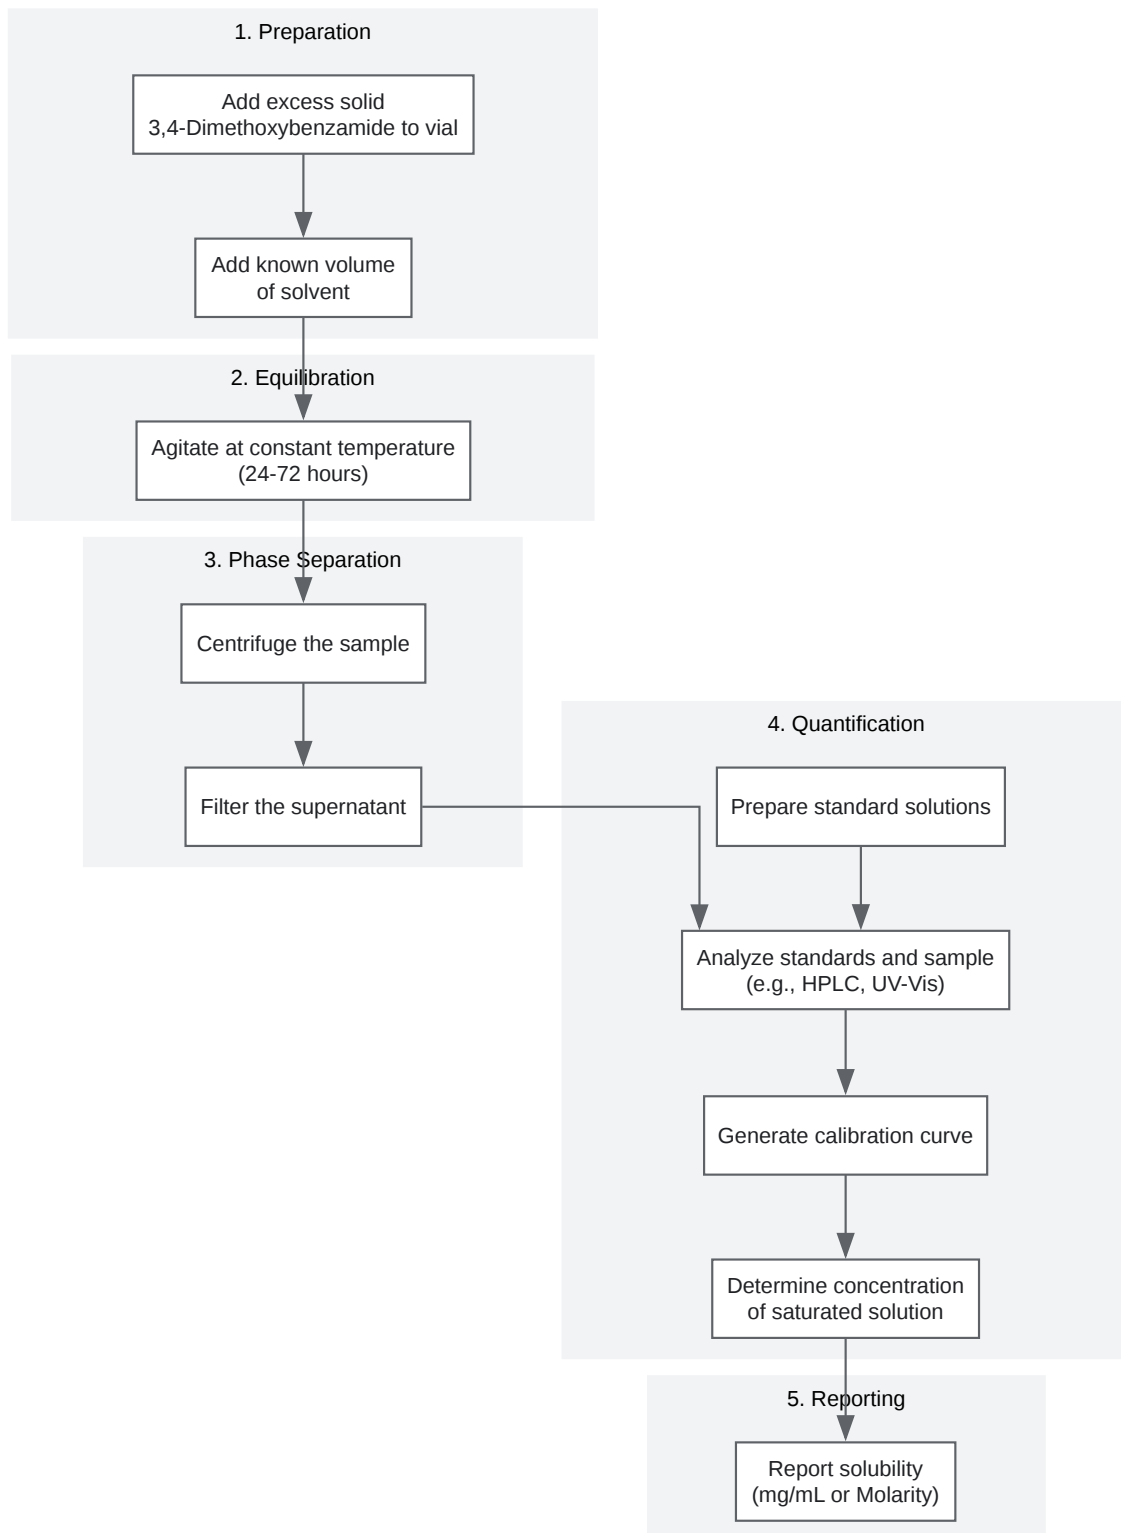 1. Preparation
Add excess solid
3,4-Dimethoxybenzamide to vial
Add known volume
of solvent
2. Equilibration
Agitate at constant temperature
(24-72 hours)
3. Phase Separation
Centrifuge the sample
Filter the supernatant
4. Quantification
Prepare standard solutions
Analyze standards and sample
(e.g., HPLC, UV-Vis)
Generate calibration curve
Determine concentration
of saturated solution
5. Reporting
Report solubility
(mg/mL or Molarity)